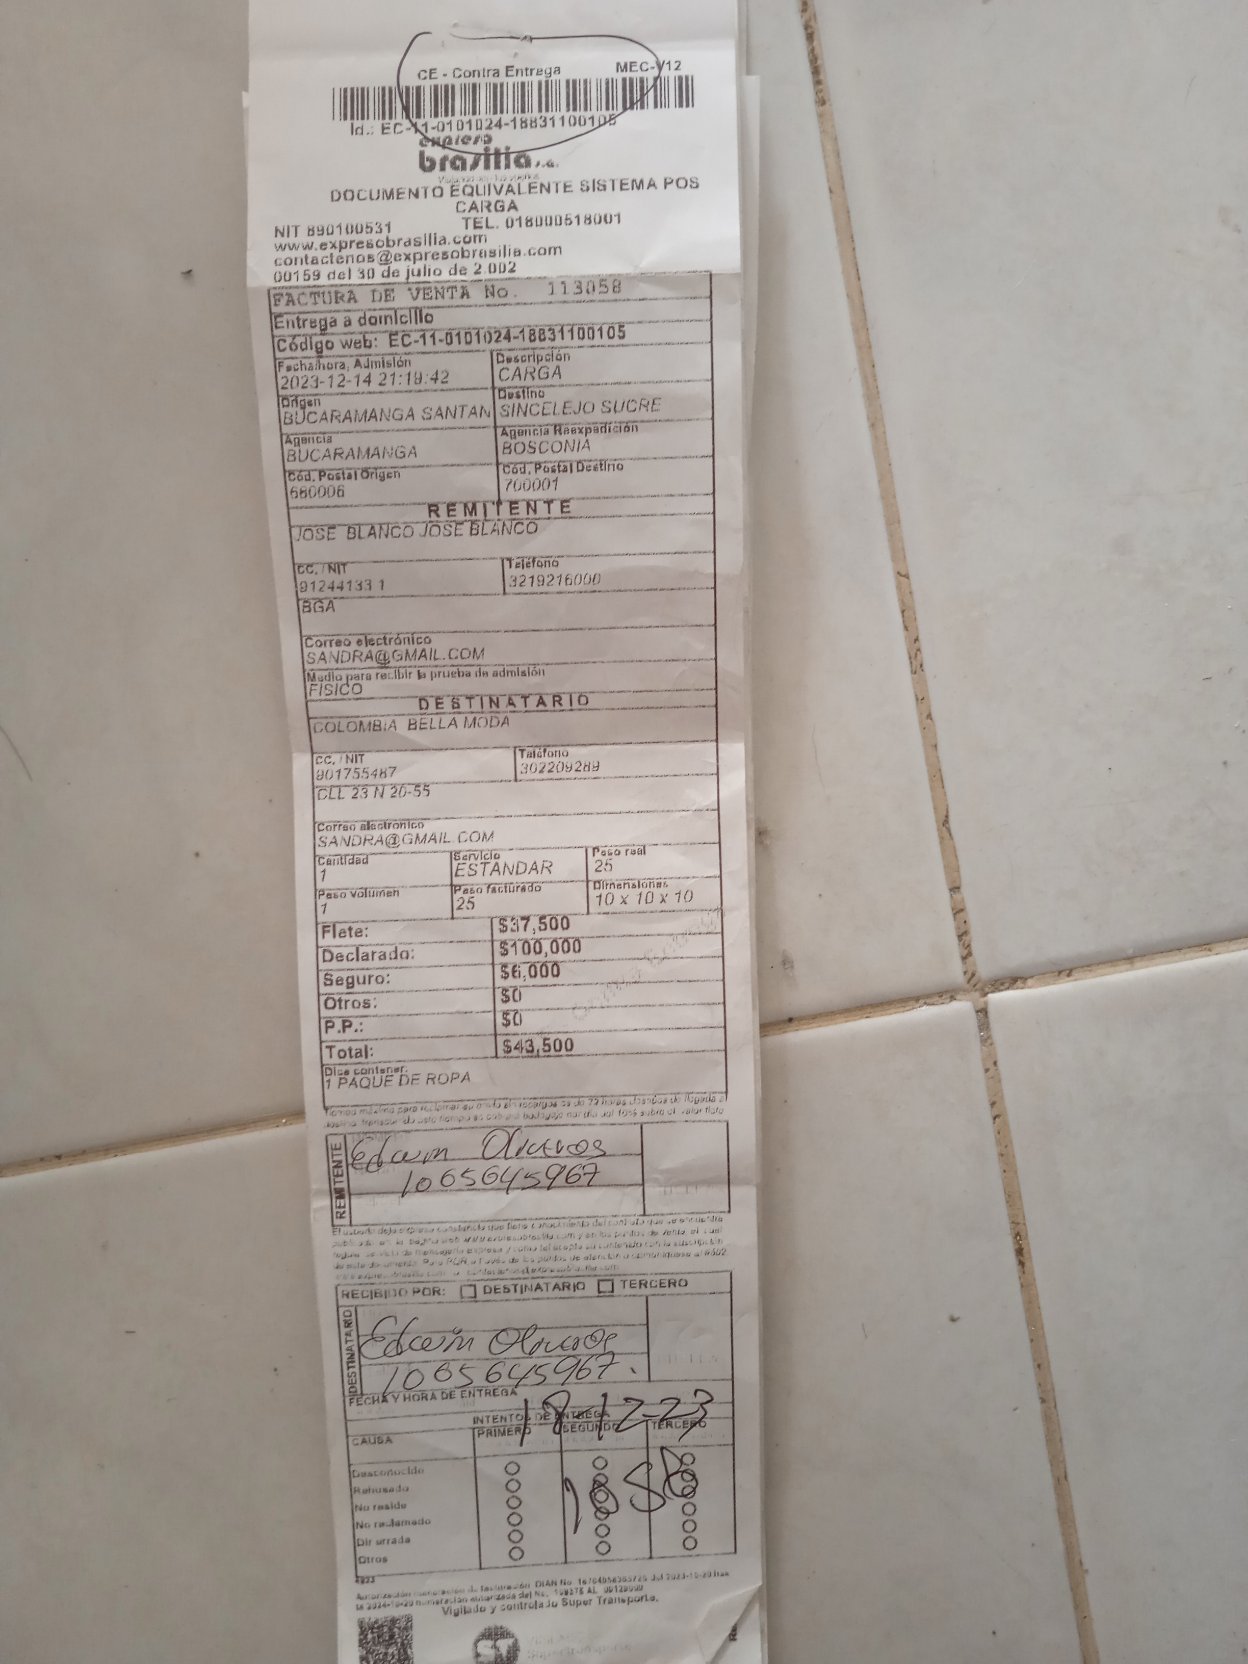 CE - Contra Entrega MEC-V12
Id.: EC-11-0101024-18831100105
expreso
brasilia s.a.
DOCUMENTO EQUIVALENTE SISTEMA POS
CARGA
NIT 890100531 TEL. 018000518001
www.expresobrasilia.com
contactenos@expresobrasilia.com
00159 del 30 de julio de 2.002
FACTURA DE VENTA No. 113058
Entrega a domicilio
Código web: EC-11-0101024-18831100105
Fecha/hora, Admisión Descripción
2023-12-14 21:19:42 CARGA
Origen Destino
BUCARAMANGA SANTAN SINCELEJO SUCRE
Agencia Agencia Reexpedición
BUCARAMANGA BOSCONIA
Cód. Postal Origen Cód. Postal Destino
680006 700001
REMITENTE
JOSE BLANCO JOSE BLANCO
CC. / NIT Teléfono
91244133 1 3219216000
BGA
Correo electrónico
SANDRA@GMAIL.COM
Medio para recibir la prueba de admisión
FISICO
DESTINATARIO
COLOMBIA BELLA MODA
CC. / NIT Teléfono
901755487 302209289
CLL 23 N 20-55
Correo electronico
SANDRA@GMAIL.COM
Cantidad Servicio Peso real
1 ESTANDAR 25
Peso volumen Peso facturado Dimensiones
1 25 10 x 10 x 10
Flete: $37,500
Declarado: $100,000
Seguro: $6,000
Otros: $0
P.P.: $0
Total: $43,500
Dice contener:
1 PAQUE DE ROPA
REMITENTE
Edwin Oliveros
1065645967
RECIBIDO POR: DESTINATARIO TERCERO
DESTINATARIO
Edwin Oliveros
1065645967.
FECHA Y HORA DE ENTREGA
18-12-23
INTENTOS DE ENTREGA
CAUSA PRIMERO SEGUNDO TERCERO
Desconocido
Rehusado
No reside
No reclamado
Dir errada
Otros
Vigilado y controlado Super Transporte.